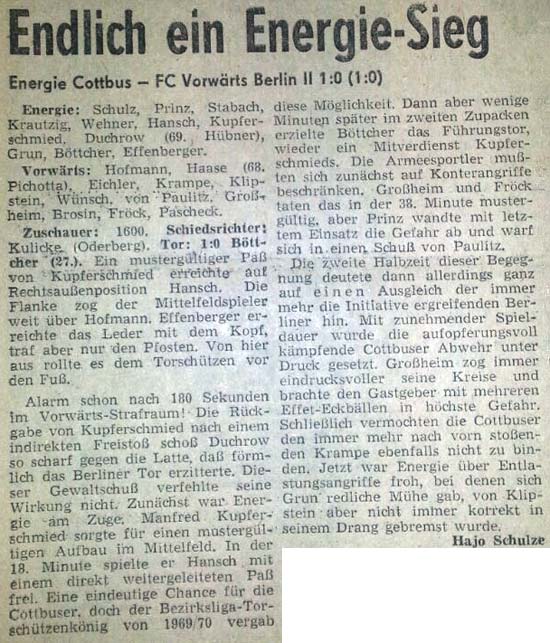 Endlich ein Energie-Sieg
Energie Cottbus — FC Vorwärts Berlin II 1:0 (1:0)
Energie: Schulz, Prinz, Stabach,
Krautzig, Wehner, Hansch, Kupfer-
schmied, Duchrow (69. Hübner),
Grun, Böttcher, Effenberger.
Vorwärts: Hofmann, Haase (68.
Pichotta), Eichler, Krampe, Klip-
stein, Wünsch, von Paulitz, Groß-
heim, Brosin, Fröck, Pascheck.
Zuschauer: 1600. Schiedsrichter:
Kulicke (Oderberg). Tor: 1:0 Bött-
cher (27.). Ein mustergültiger Paß
von Kupferschmied erreichte auf
Rechtsaußenposition Hansch. Die
Flanke zog der Mittelfeldspieler
weit über Hofmann. Effenberger er-
reichte das Leder mit dem Kopf,
traf aber nur den Pfosten. Von hier
aus rollte es dem Torschützen vor
den Fuß.
Alarm schon nach 180 Sekunden
im Vorwärts-Strafraum! Die Rück-
gabe von Kupferschmied nach einem
indirekten Freistoß schoß Duchrow
so scharf gegen die Latte, daß förm-
lich das Berliner Tor erzitterte. Die-
ser Gewaltschuß verfehlte seine
Wirkung nicht. Zunächst war Ener-
gie am Zuge. Manfred Kupfer-
schmied sorgte für einen mustergül-
tigen Aufbau im Mittelfeld. In der
18. Minute spielte er Hansch mit
einem direkt weitergeleiteten Paß
frei. Eine eindeutige Chance für die
Cottbuser, doch der Bezirksliga-Tor-
schützenkönig von 1969/70 vergab
diese Möglichkeit. Dann aber wenige
Minuten später im zweiten Zupacken
erzielte Böttcher das Führungstor,
wieder ein Mitverdienst Kupfer-
schmieds. Die Armeesportler muß-
ten sich zunächst auf Konterangriffe
beschränken. Großheim und Fröck
taten das in der 38. Minute muster-
gültig, aber Prinz wandte mit letz-
tem Einsatz die Gefahr ab und warf
sich in einen Schuß von Paulitz.
Die zweite Halbzeit dieser Begeg-
nung deutete dann allerdings ganz
auf einen Ausgleich der immer
mehr die Initiative ergreifenden Ber-
liner hin. Mit zunehmender Spiel-
dauer wurde die aufopferungsvoll
kämpfende Cottbuser Abwehr unter
Druck gesetzt. Großheim zog immer
eindrucksvoller seine Kreise und
brachte den Gastgeber mit mehreren
Effet-Eckbällen in höchste Gefahr.
Schließlich vermochten die Cottbuser
den immer mehr nach vorn stoßen-
den Krampe ebenfalls nicht zu bin-
den. Jetzt war Energie über Entla-
stungsangriffe froh, bei denen sich
Grun redliche Mühe gab, von Klip-
stein aber nicht immer korrekt in
seinem Drang gebremst wurde.
Hajo Schulze